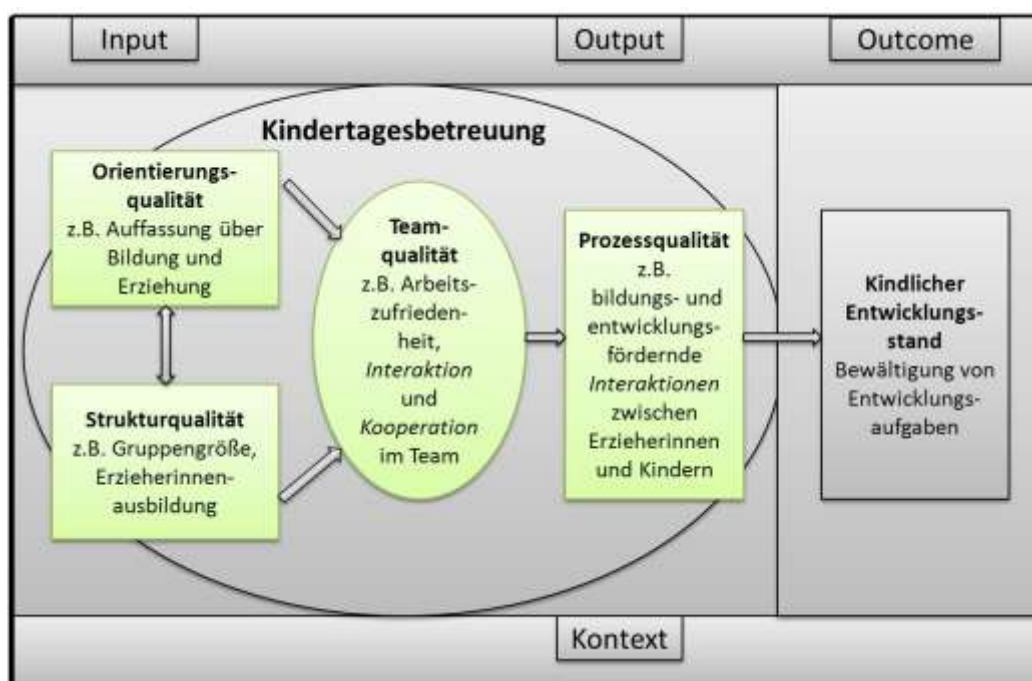 Input
Output
Outcome
Kindertagesbetreuung
Orientierungs-
qualität
z.B. Auffassung über
Bildung und
Erziehung
Strukturqualität
z.B. Gruppengröße,
Erzieherinnen-
ausbildung
Team-
qualität
z.B. Arbeits-
zufrieden-
heit,
Interaktion
und
Kooperation
im Team
Prozessqualität
z.B.
bildungs- und
entwicklungs-
fördernde
Interaktionen
zwischen
Erzieherinnen
und Kindern
Kindlicher
Entwicklungs-
stand
Bewältigung von
Entwicklungs-
aufgaben
Kontext